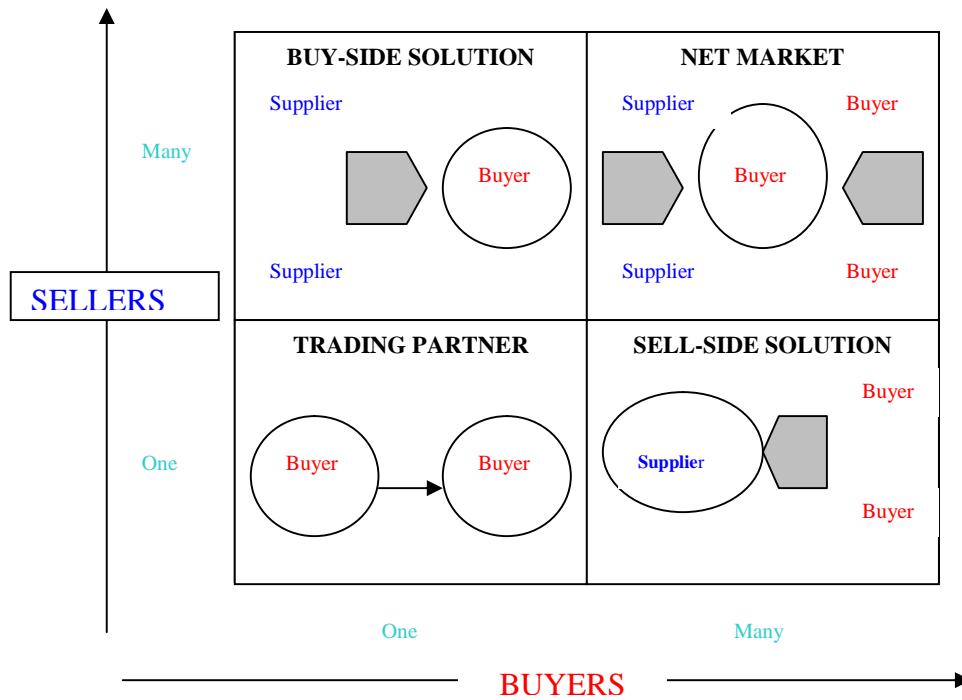 BUY-SIDE SOLUTION
NET MARKET
Supplier
Supplier
Buyer
Many
Buyer
Buyer
Supplier
Supplier
Buyer
SELLERS
TRADING PARTNER
SELL-SIDE SOLUTION
Buyer
One
Buyer
Buyer
Supplier
Buyer
One
Many
BUYERS